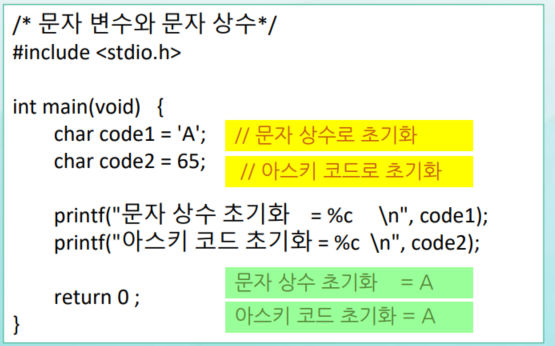 /* 문자 변수와 문자 상수*/
#include <stdio.h>
int main(void) {
char code1 = 'A'; // 문자 상수로 초기화
char code2 = 65; // 아스키 코드로 초기화
printf("문자 상수 초기화 = %c \n", code1);
printf("아스키 코드 초기화 = %c \n", code2);
문자 상수 초기화 = A
return 0 ;
아스키 코드 초기화 = A
}